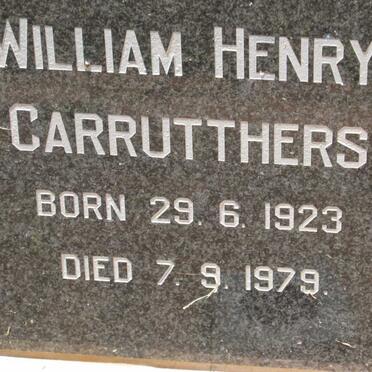 WILLIAM HENRY
CARRUTTHERS
BORN 29. 6. 1923
DIED 7. 9. 1979.